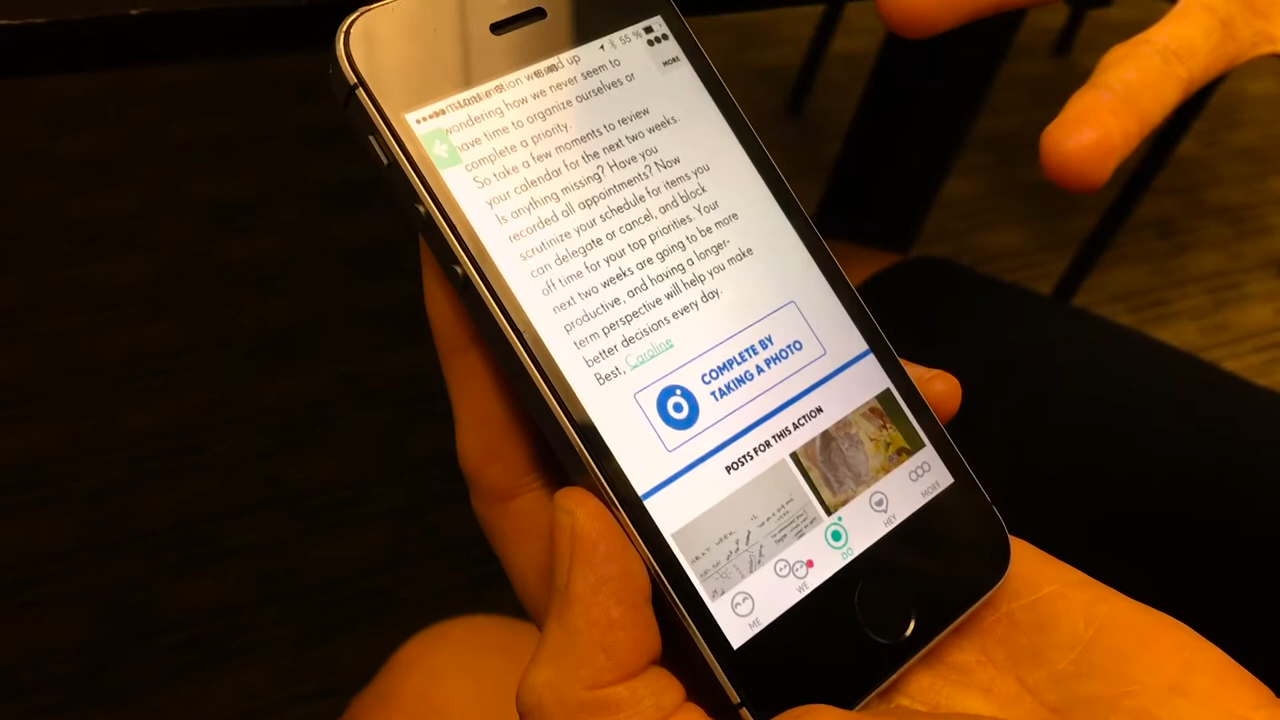 55 %
MORE
wondering how we never seem to
have time to organize ourselves or
complete a priority.
So take a few moments to review
your calendar for the next two weeks.
Is anything missing? Have you
recorded all appointments? Now
scrutinize your schedule for items you
can delegate or cancel, and block
off time for your top priorities. Your
next two weeks are going to be more
productive, and having a longer-
term perspective will help you make
better decisions every day.
Best, Caroline
COMPLETE BY
TAKING A PHOTO
POSTS FOR THIS ACTION
NEXT WEEK
ME
WE
DO
HEY
MORE